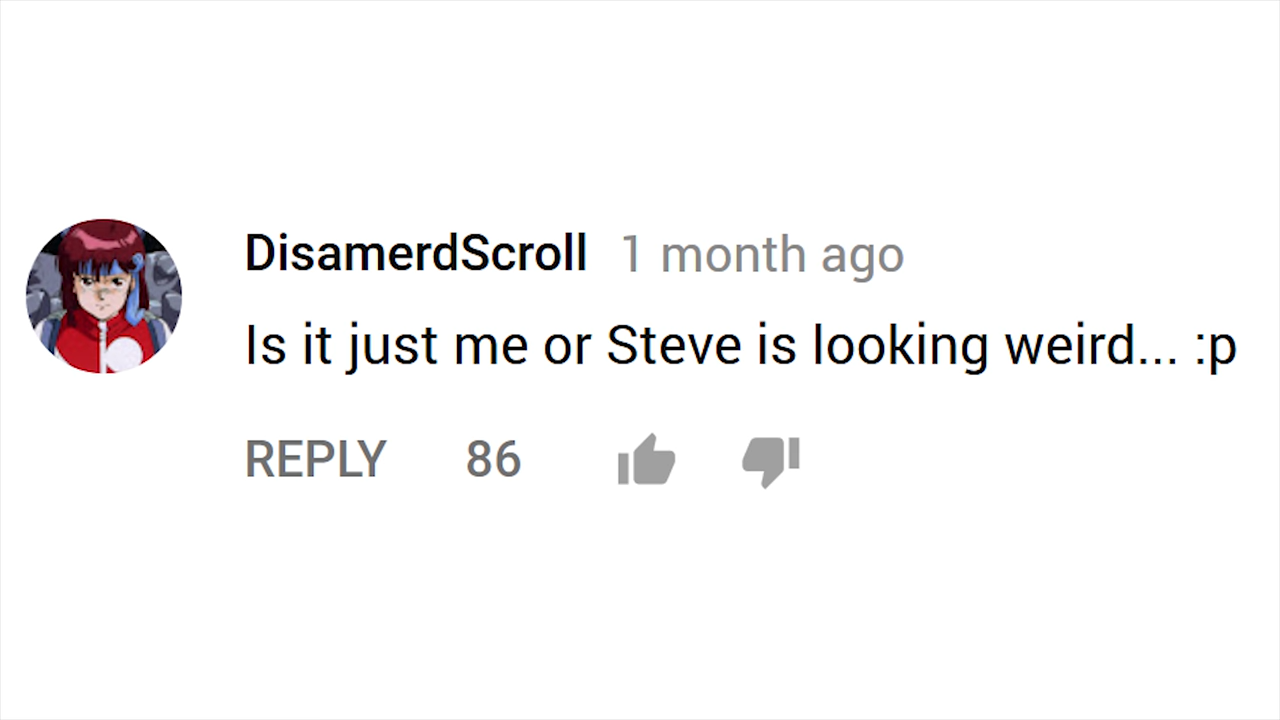 DisamerdScroll 1 month ago
Is it just me or Steve is looking weird... :p
REPLY 86